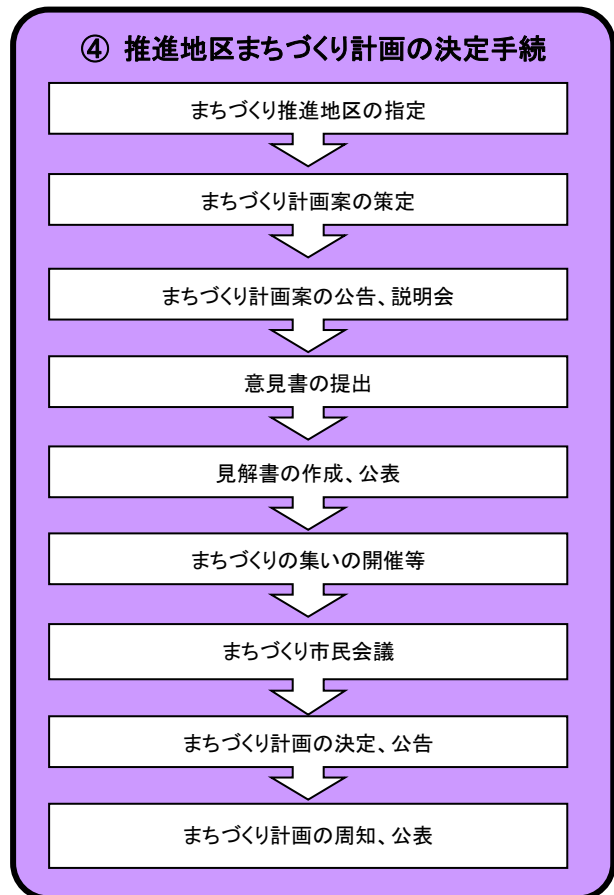 ④ 推進地区まちづくり計画の決定手続
まちづくり推進地区の指定
まちづくり計画案の策定
まちづくり計画案の公告、説明会
意見書の提出
見解書の作成、公表
まちづくりの集いの開催等
まちづくり市民会議
まちづくり計画の決定、公告
まちづくり計画の周知、公表